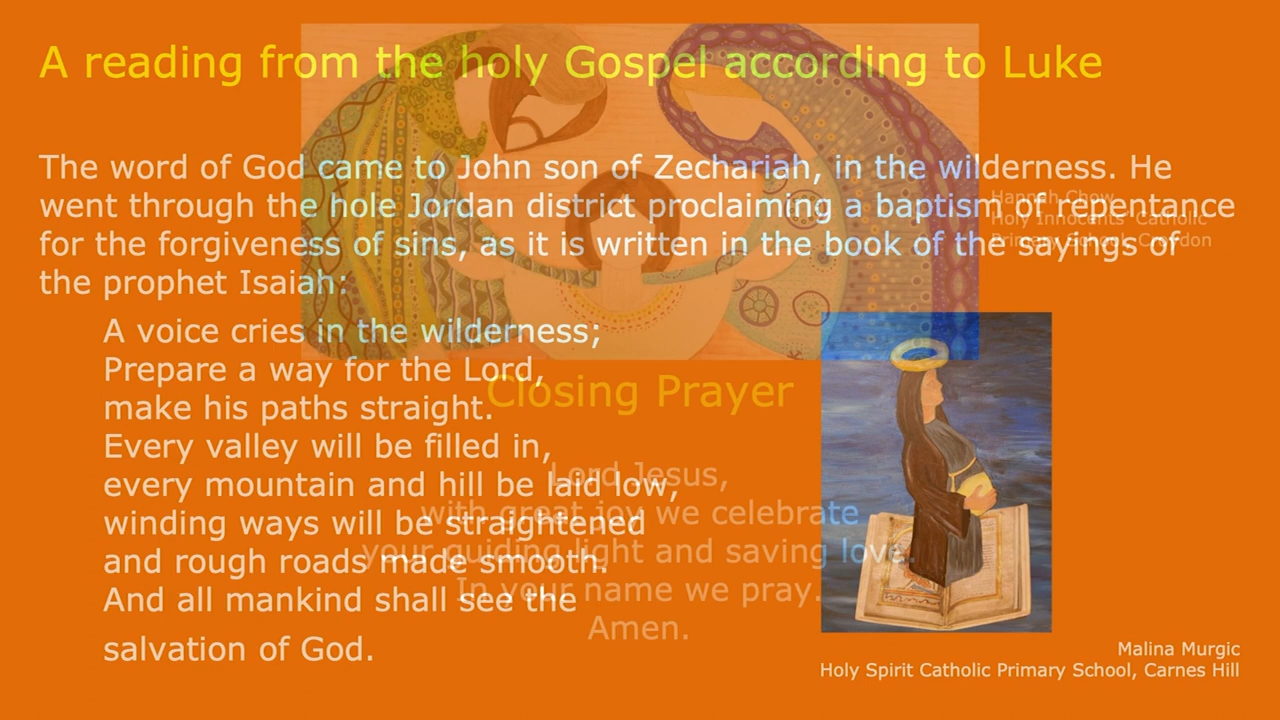 A reading from the holy Gospel according to Luke
The word of God came to John son of Zechariah, in the wilderness. He
went through the hole Jordan district proclaiming a baptism of repentance
for the forgiveness of sins, as it is written in the book of the sayings of
the prophet Isaiah:
A voice cries in the wilderness;
Prepare a way for the Lord,
make his paths straight.
Every valley will be filled in,
every mountain and hill be laid low,
winding ways will be straightened
and rough roads made smooth.
And all mankind shall see the
salvation of God.
Hannah Chow
Holy Innocents' Catholic
Primary School, Croydon
Closing Prayer
Lord Jesus,
with great joy we celebrate
your guiding light and saving love.
In your name we pray.
Amen.
Malina Murgic
Holy Spirit Catholic Primary School, Carnes Hill